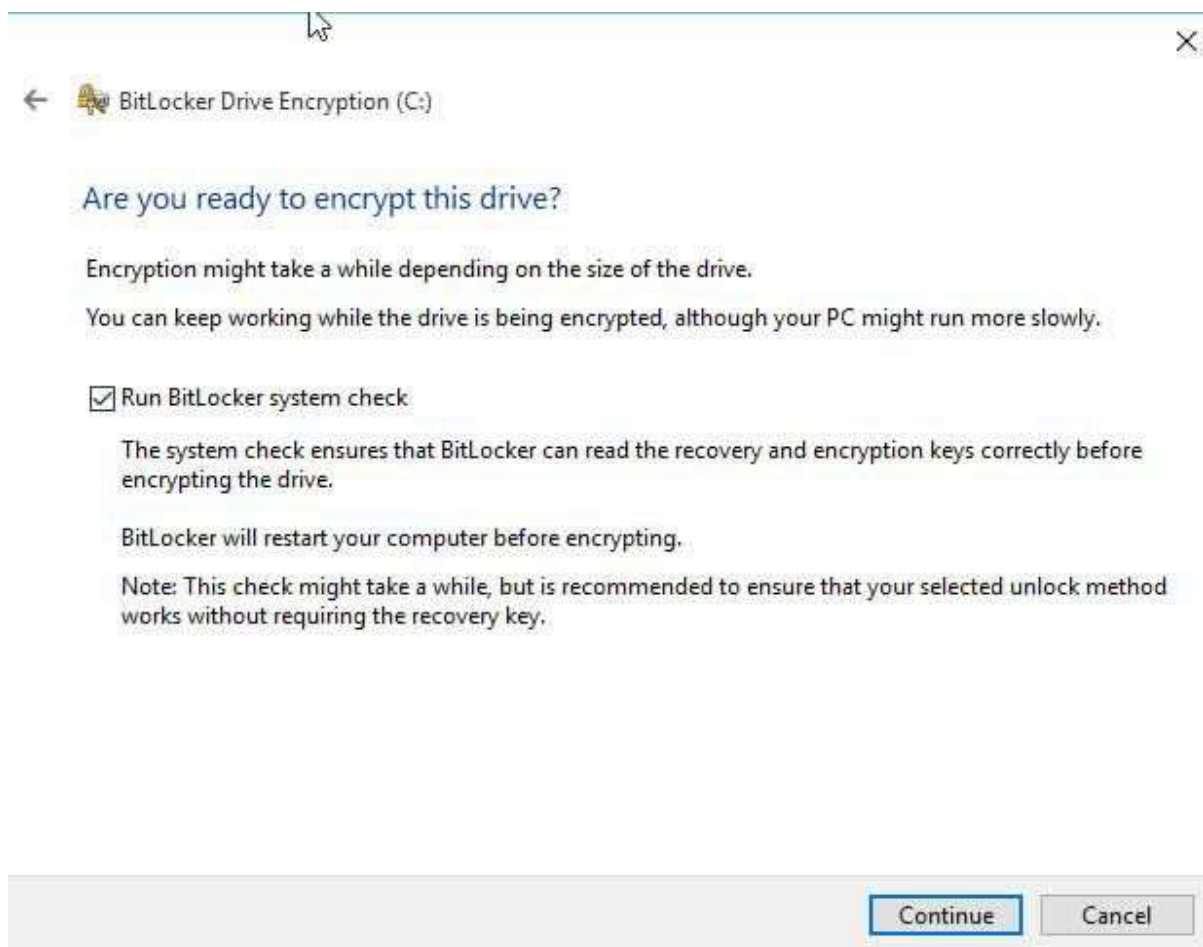 BitLocker Drive Encryption (C:)
Are you ready to encrypt this drive?
Encryption might take a while depending on the size of the drive.
You can keep working while the drive is being encrypted, although your PC might run more slowly.
Run BitLocker system check
The system check ensures that BitLocker can read the recovery and encryption keys correctly before
encrypting the drive.
BitLocker will restart your computer before encrypting.
Note: This check might take a while, but is recommended to ensure that your selected unlock method
works without requiring the recovery key.
Continue Cancel